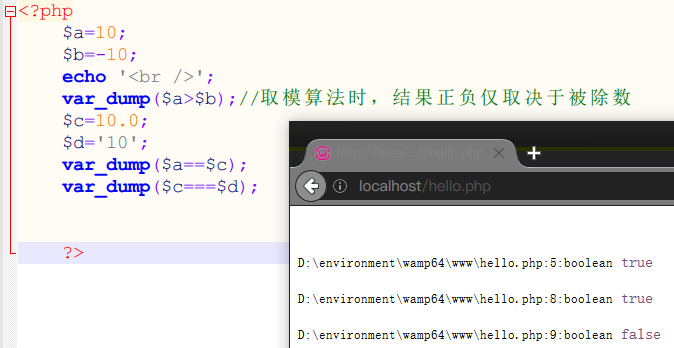 <?php
$a=10;
$b=-10;
echo '<br />';
var_dump($a>$b);//取模算法时，结果正负仅取决于被除数
$c=10.0;
$d='10';
var_dump($a==$c);
var_dump($c===$d);
?>
http://local...t/hello.php
localhost/hello.php
D:\environment\wamp64\www\hello.php:5:boolean true
D:\environment\wamp64\www\hello.php:8:boolean true
D:\environment\wamp64\www\hello.php:9:boolean false